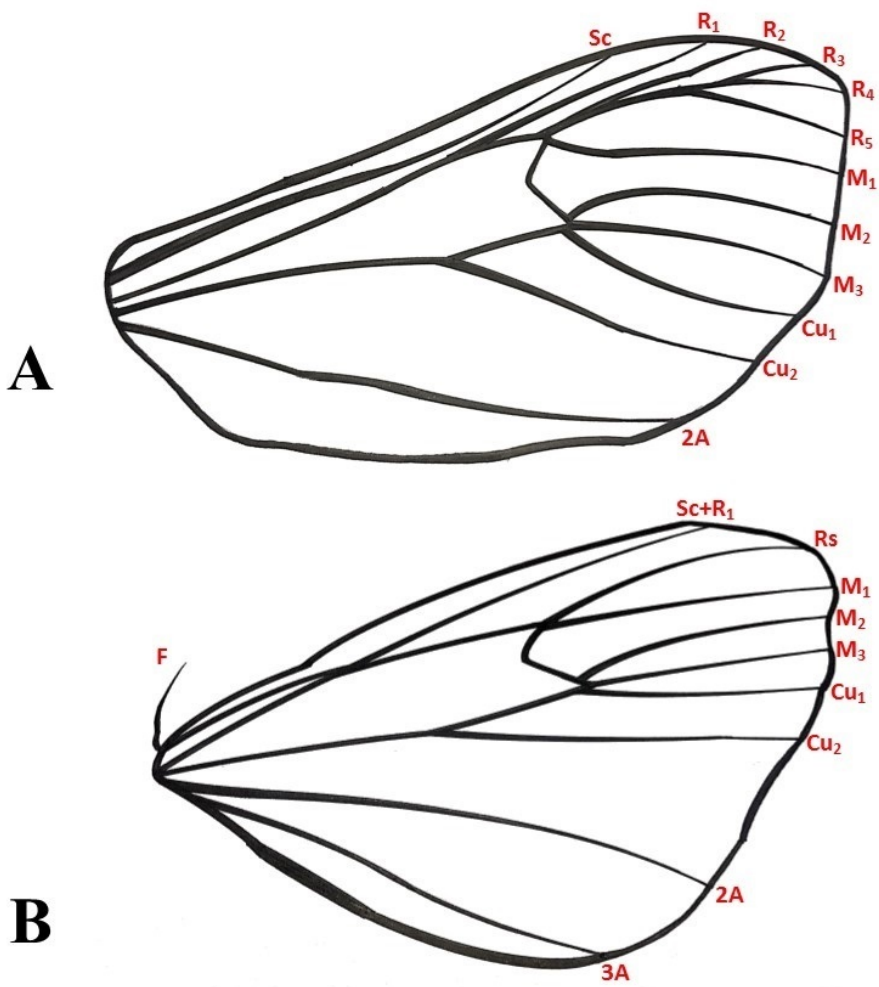 Sc
R₁
R₂
R₃
R₄
R₅
M₁
M₂
M₃
Cu₁
Cu₂
2A
A
Sc+R₁
Rs
M₁
M₂
M₃
Cu₁
Cu₂
2A
3A
F
B